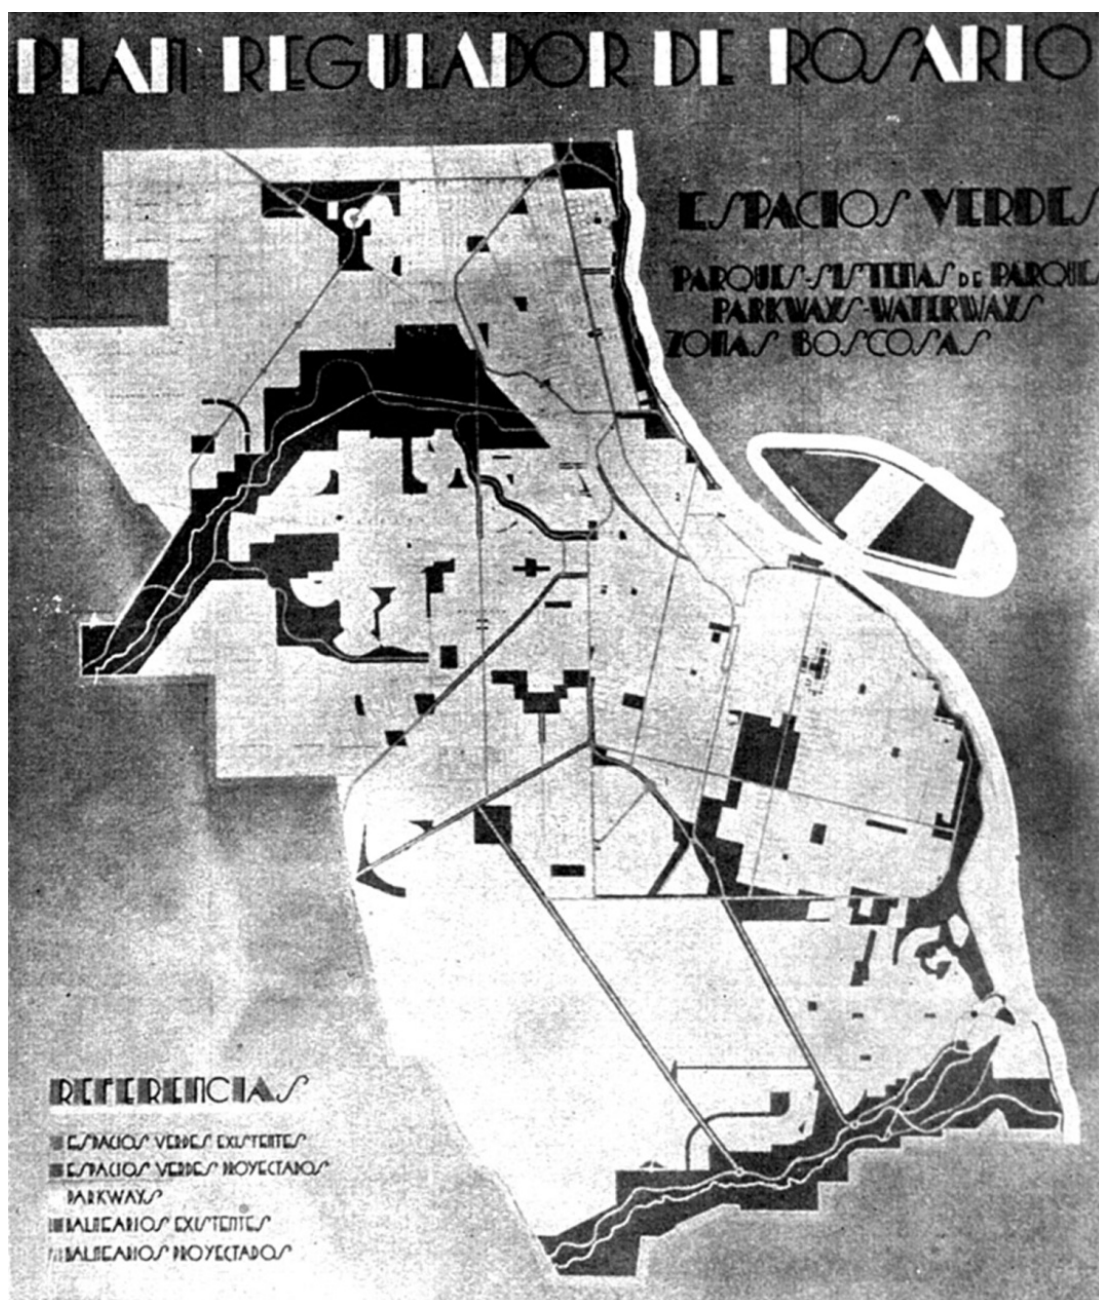 PLAN REGULADOR DE ROSARIO
ESPACIOS VERDES
PARQUES-SISTEMAS DE PARQUES
PARKWAYS-WATERWAYS
ZONAS BOSCOSAS
REFERENCIAS
ESPACIOS VERDES EXISTENTES
ESPACIOS VERDES PROYECTADOS
PARKWAYS
BALNEARIOS EXISTENTES
BALNEARIOS PROYECTADOS